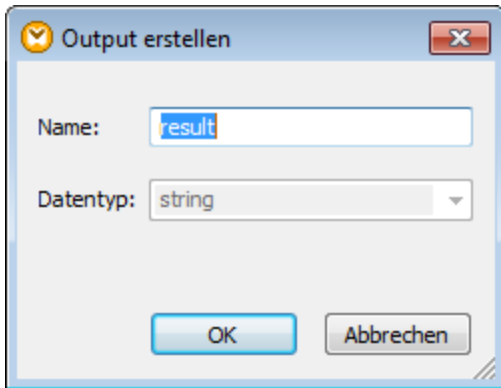 Output erstellen
Name: result
Datentyp: string
OK Abbrechen